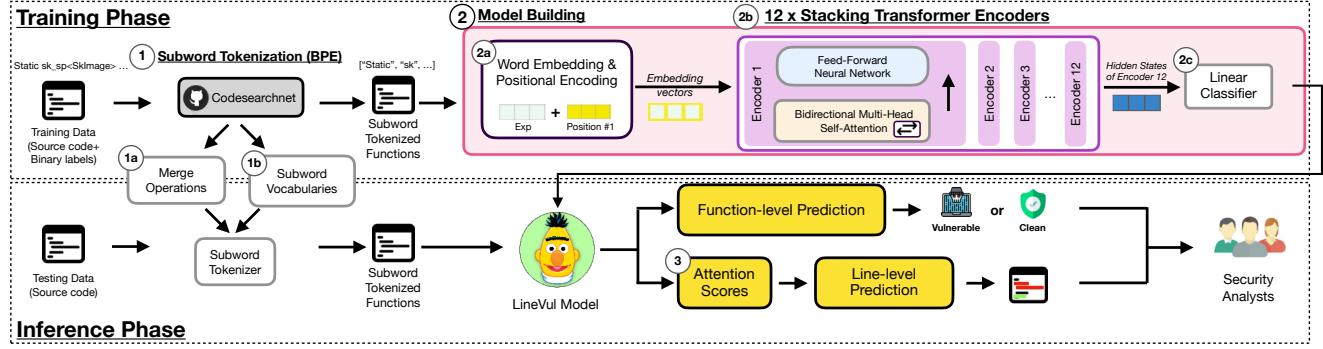 Training Phase
2 Model Building
2b 12 x Stacking Transformer Encoders
1 Subword Tokenization (BPE)
Static sk_sp<SkImage> ...
["Static", "sk", ...]
Codesearchnet
Training Data
(Source code+
Binary labels)
Subword
Tokenized
Functions
1a
Merge
Operations
1b
Subword
Vocabularies
2a
Word Embedding &
Positional Encoding
+
Exp
Position #1
Embedding
vectors
Encoder 1
Feed-Forward
Neural Network
Bidirectional Multi-Head
Self-Attention
Encoder 2
Encoder 3
...
Encoder 12
Hidden States
of Encoder 12
2c
Linear
Classifier
Testing Data
(Source code)
Subword
Tokenizer
Subword
Tokenized
Functions
LineVul Model
Function-level Prediction
Vulnerable
or
Clean
3
Attention
Scores
Line-level
Prediction
Security
Analysts
Inference Phase